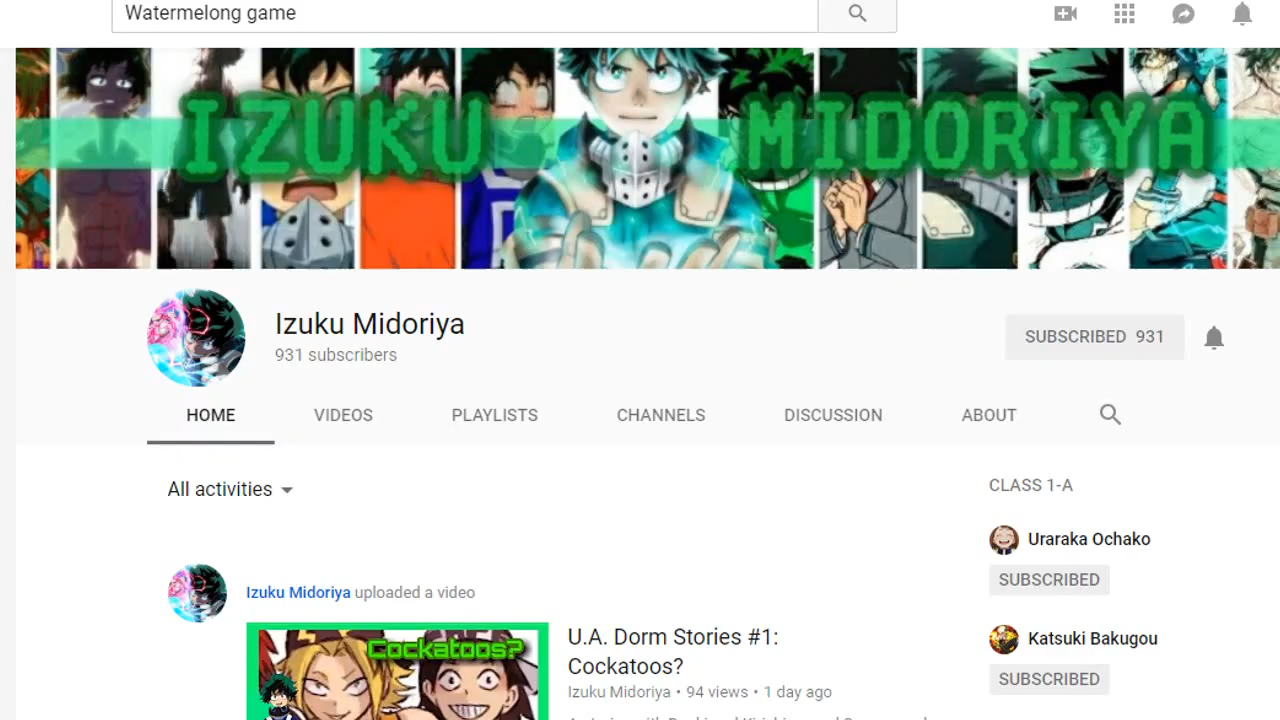 Watermelong game
IZUKU MIDORIYA
Izuku Midoriya
931 subscribers
SUBSCRIBED 931
HOME VIDEOS PLAYLISTS CHANNELS DISCUSSION ABOUT
All activities
CLASS 1-A
Uraraka Ochako
SUBSCRIBED
Izuku Midoriya uploaded a video
Cockatoos?
U.A. Dorm Stories #1:
Cockatoos?
Izuku Midoriya • 94 views • 1 day ago
Katsuki Bakugou
SUBSCRIBED